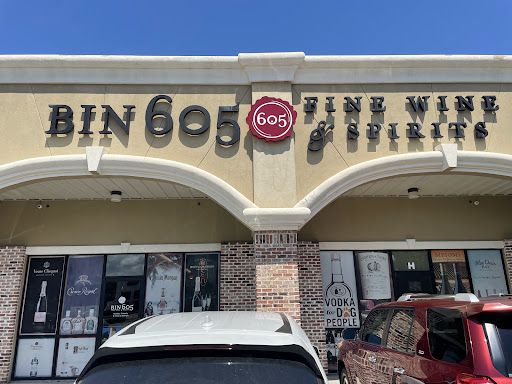 BIN 605
605
FINE WINE
& SPIRITS
Veuve Clicquot
Crown Royal
BIN 605
H
VODKA
for DOG
PEOPLE